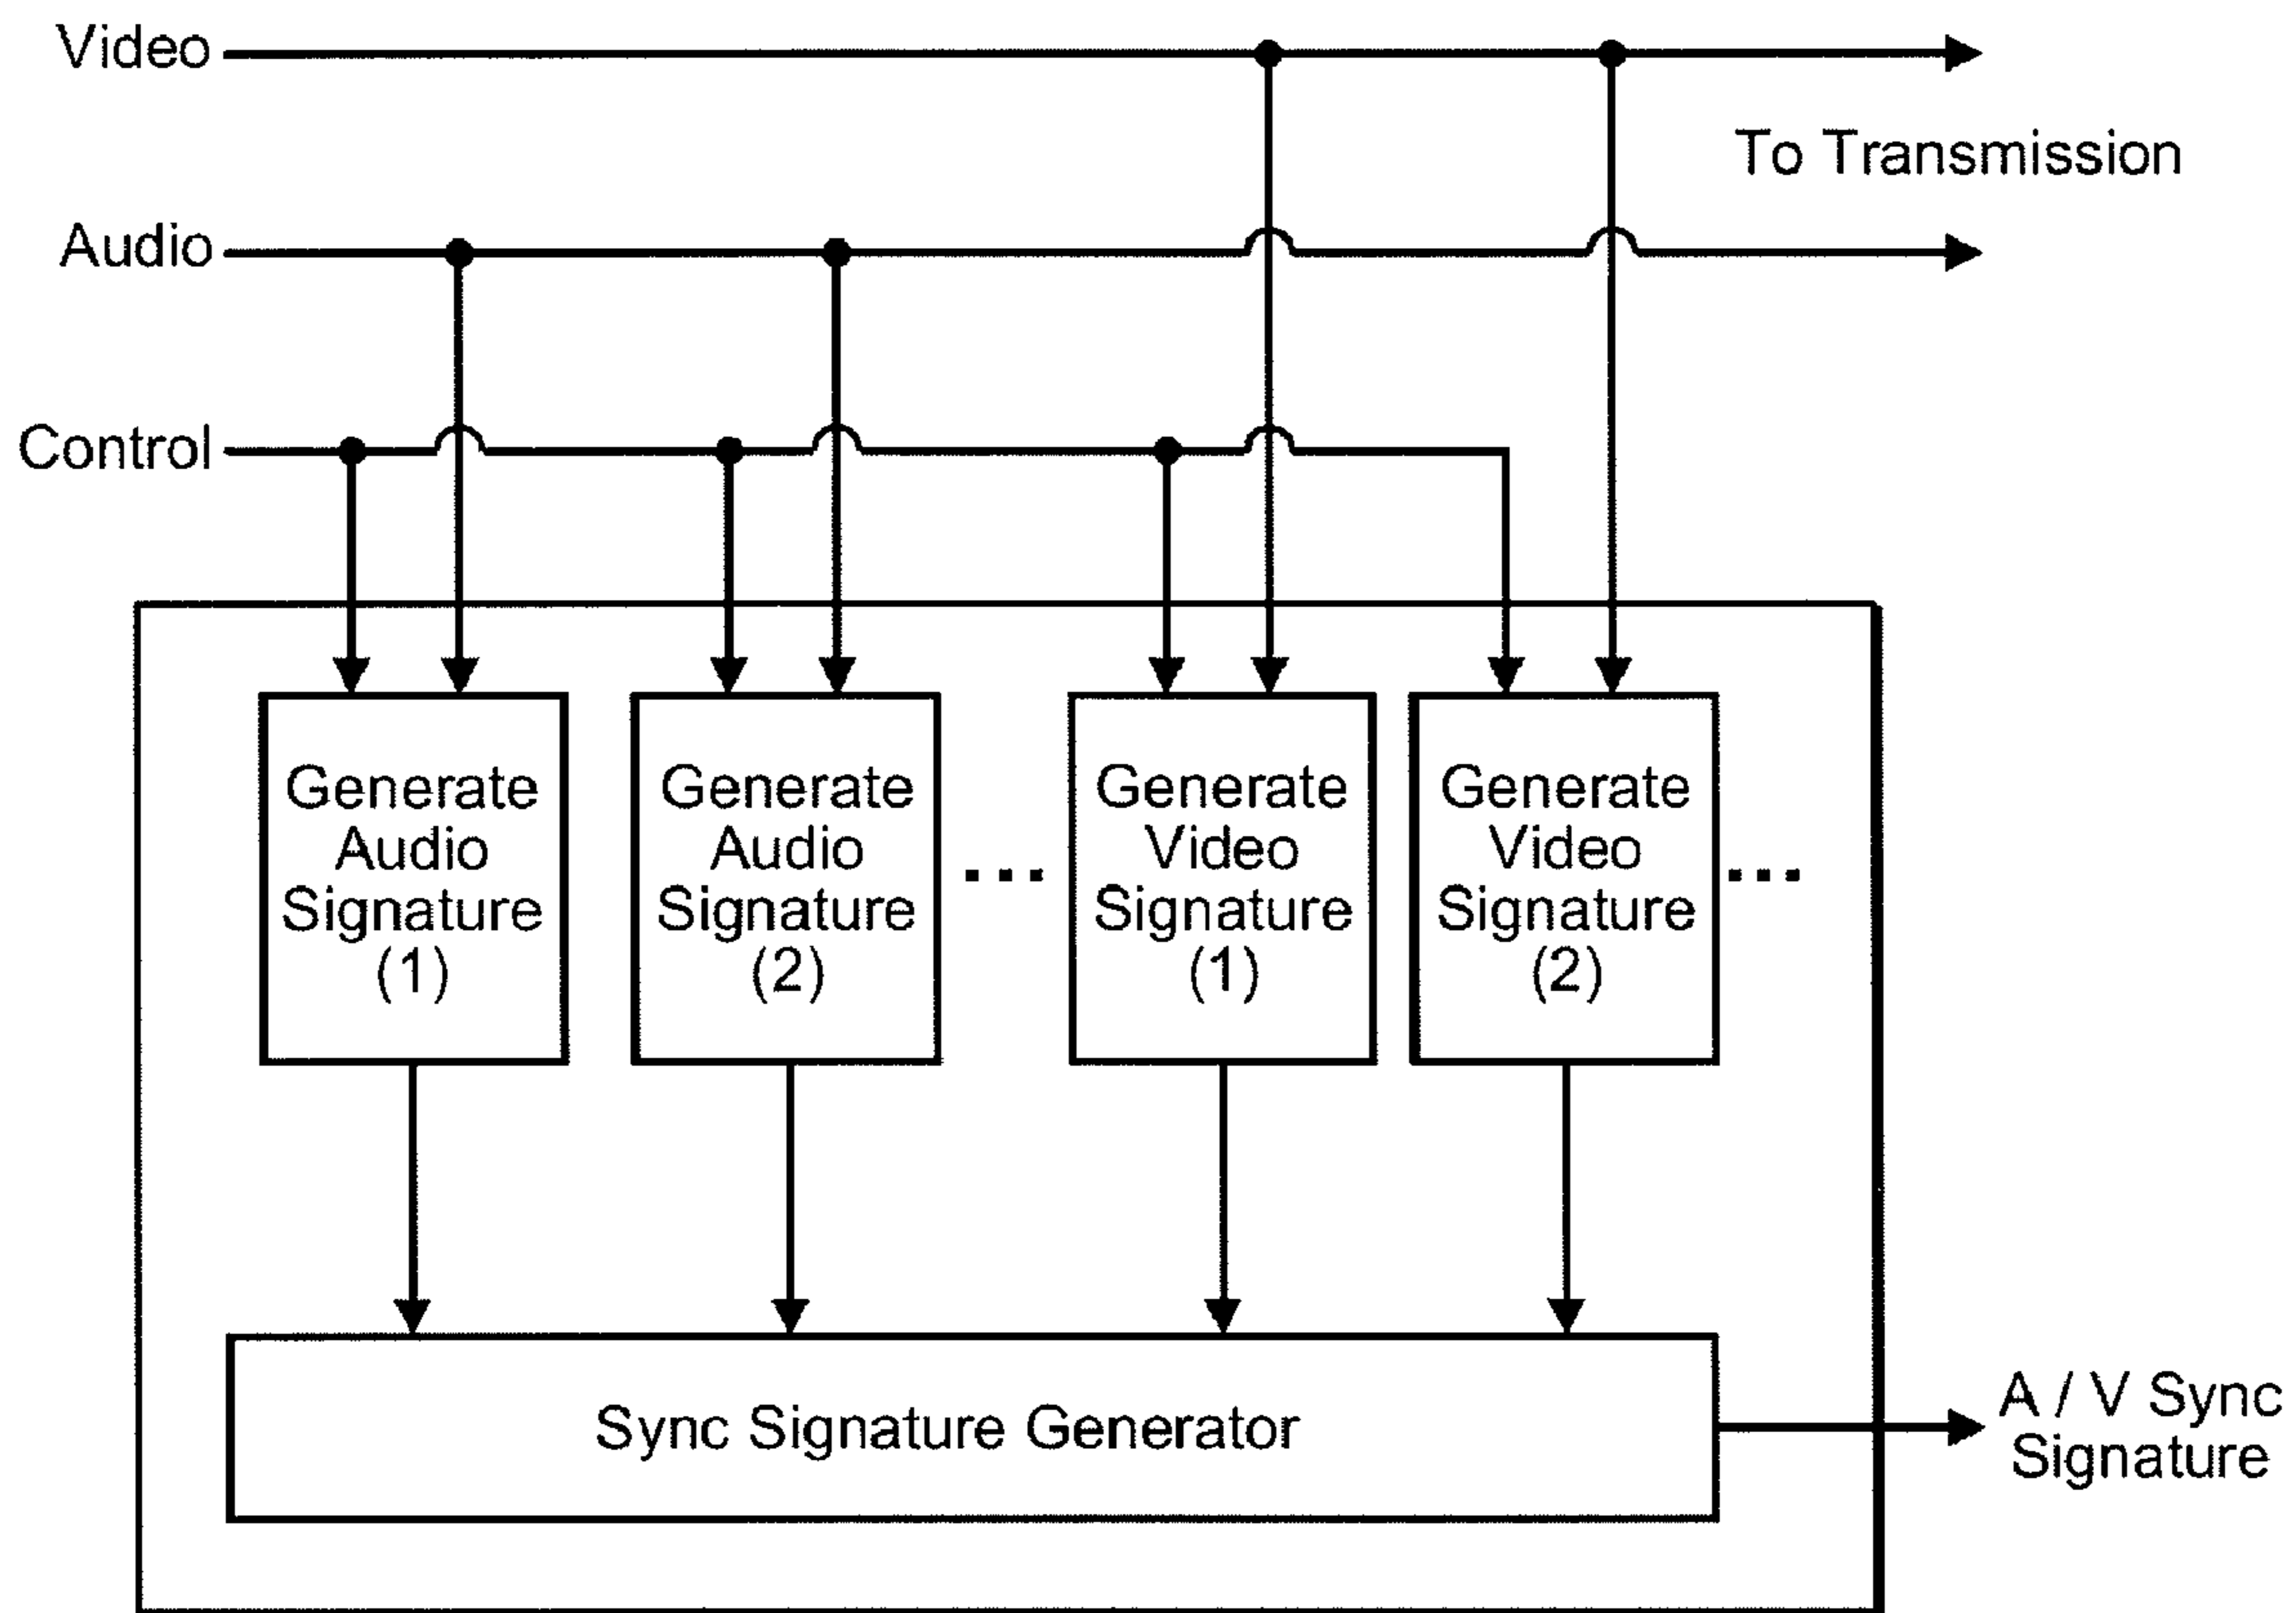 Video
To Transmission
Audio
Control
Generate
Audio
Signature
(1)
Generate
Audio
Signature
(2)
...
Generate
Video
Signature
(1)
Generate
Video
Signature
(2)
...
Sync Signature Generator
A / V Sync
Signature